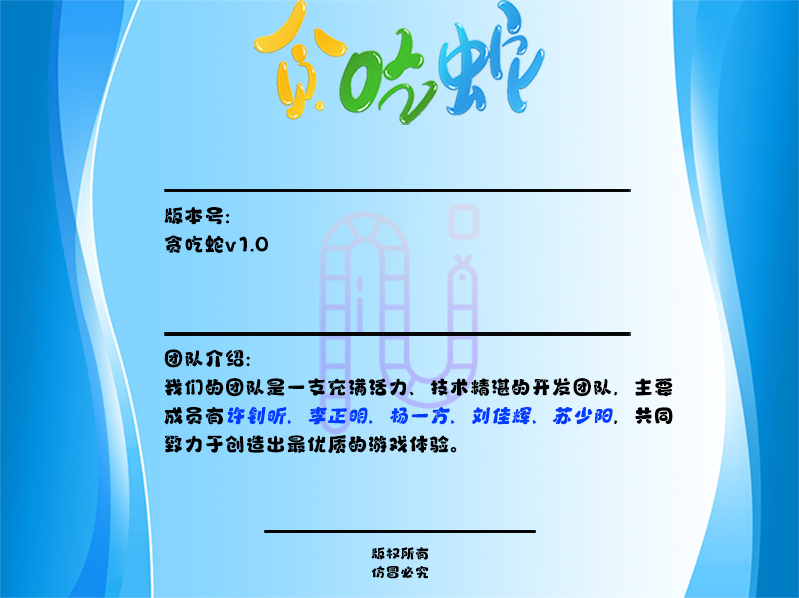 贪吃蛇
版本号:
贪吃蛇v1.0
团队介绍:
我们的团队是一支充满活力, 技术精湛的开发团队, 主要
成员有许钊昕, 李正明, 杨一方, 刘佳辉, 苏少阳, 共同
致力于创造出最优质的游戏体验。
版权所有
仿冒必究